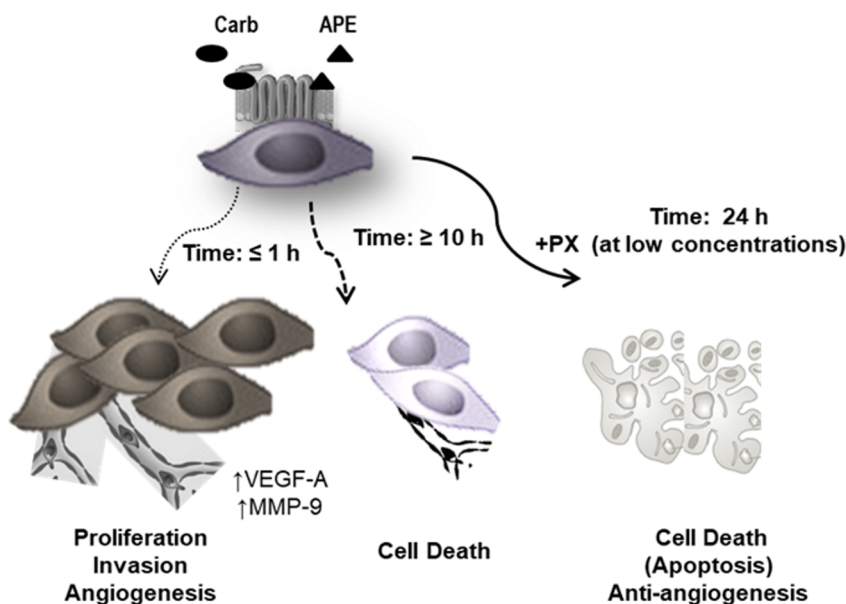 Carb
APE
Time: ≤ 1 h
Time: ≥ 10 h
Time: 24 h
+PX (at low concentrations)
↑VEGF-A
↑MMP-9
Proliferation
Invasion
Angiogenesis
Cell Death
Cell Death
(Apoptosis)
Anti-angiogenesis